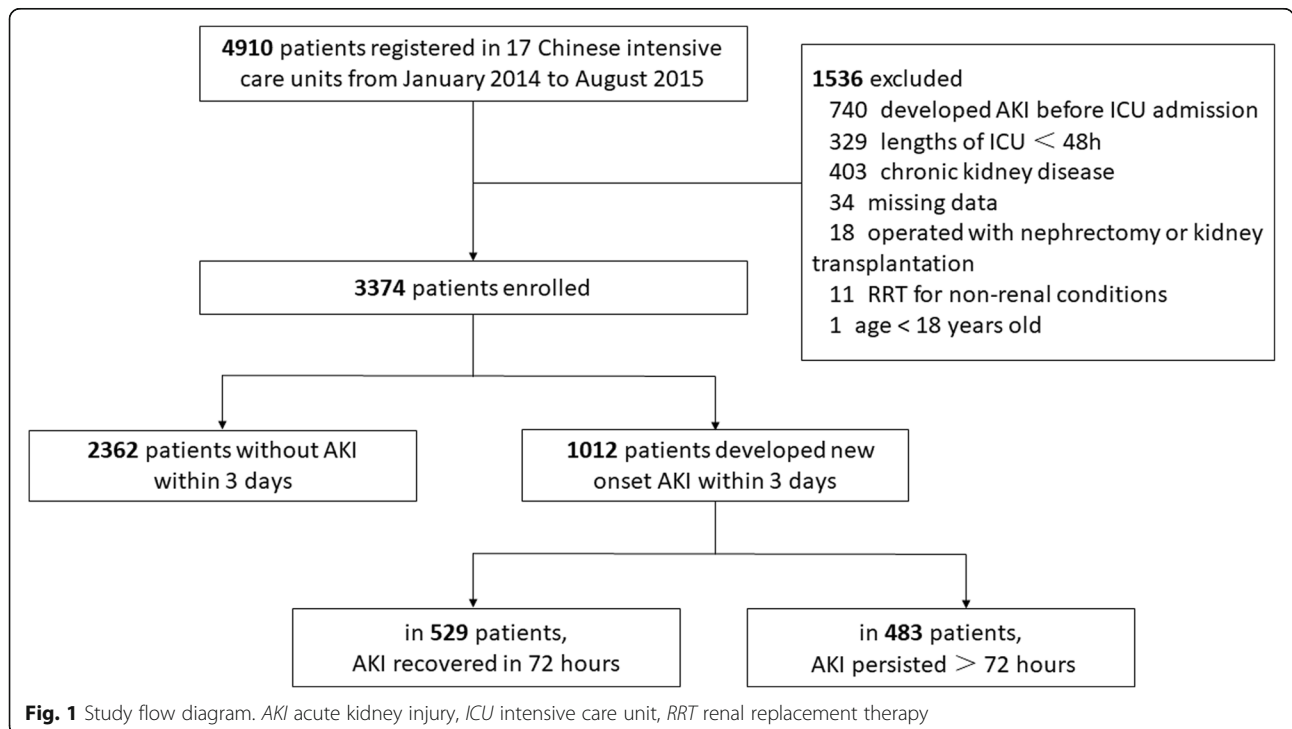 4910 patients registered in 17 Chinese intensive
care units from January 2014 to August 2015
1536 excluded
740 developed AKI before ICU admission
329 lengths of ICU < 48h
403 chronic kidney disease
34 missing data
18 operated with nephrectomy or kidney
transplantation
11 RRT for non-renal conditions
1 age < 18 years old
3374 patients enrolled
2362 patients without AKI
within 3 days
1012 patients developed new
onset AKI within 3 days
in 529 patients,
AKI recovered in 72 hours
in 483 patients,
AKI persisted > 72 hours
Fig. 1 Study flow diagram. AKI acute kidney injury, ICU intensive care unit, RRT renal replacement therapy